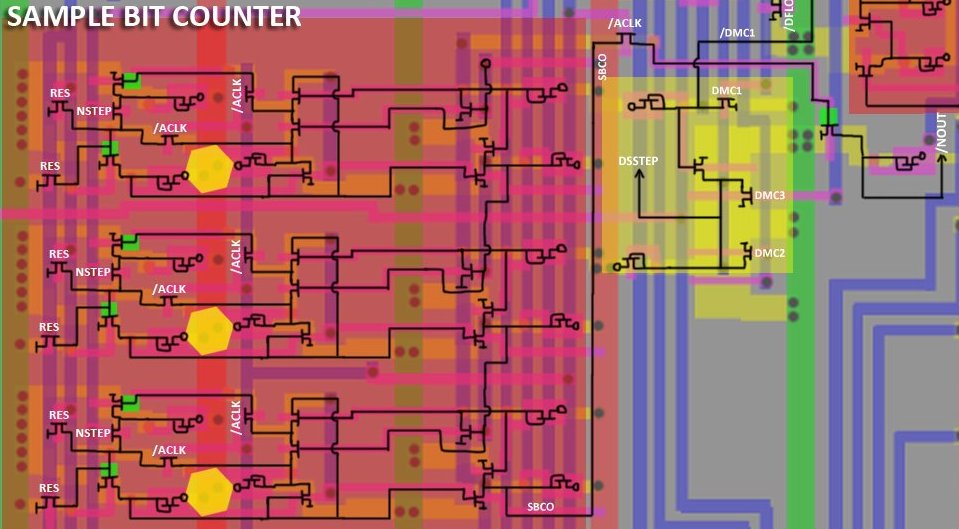 SAMPLE BIT COUNTER
/ACLK
/DMC1
SBCO
RES
NSTEP
/ACLK
/ACLK
RES
DMC1
DSSTEP
DMC3
DMC2
/NOUT
RES
NSTEP
/ACLK
/ACLK
RES
RES
NSTEP
/ACLK
/ACLK
RES
SBCO